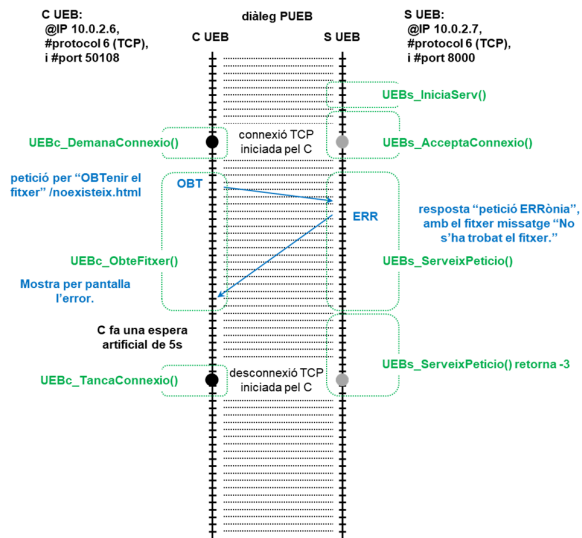 C UEB:
@IP 10.0.2.6,
#protocol 6 (TCP),
i #port 50108
diàleg PUEB
C UEB
S UEB
S UEB:
@IP 10.0.2.7,
#protocol 6 (TCP),
i #port 8000
UEBs_IniciaServ()
UEBc_DemanaConnexio()
connexió TCP
iniciada pel C
UEBs_AcceptaConnexio()
petició per “OBTenir el
fitxer” /noexisteix.html
OBT
ERR
resposta “petició ERRònia”,
amb el fitxer missatge “No
s’ha trobat el fitxer.”
UEBc_ObteFitxer()
UEBs_ServeixPeticio()
Mostra per pantalla
l’error.
C fa una espera
artificial de 5s
UEBs_ServeixPeticio() retorna -3
desconnexió TCP
iniciada pel C
UEBc_TancaConnexio()